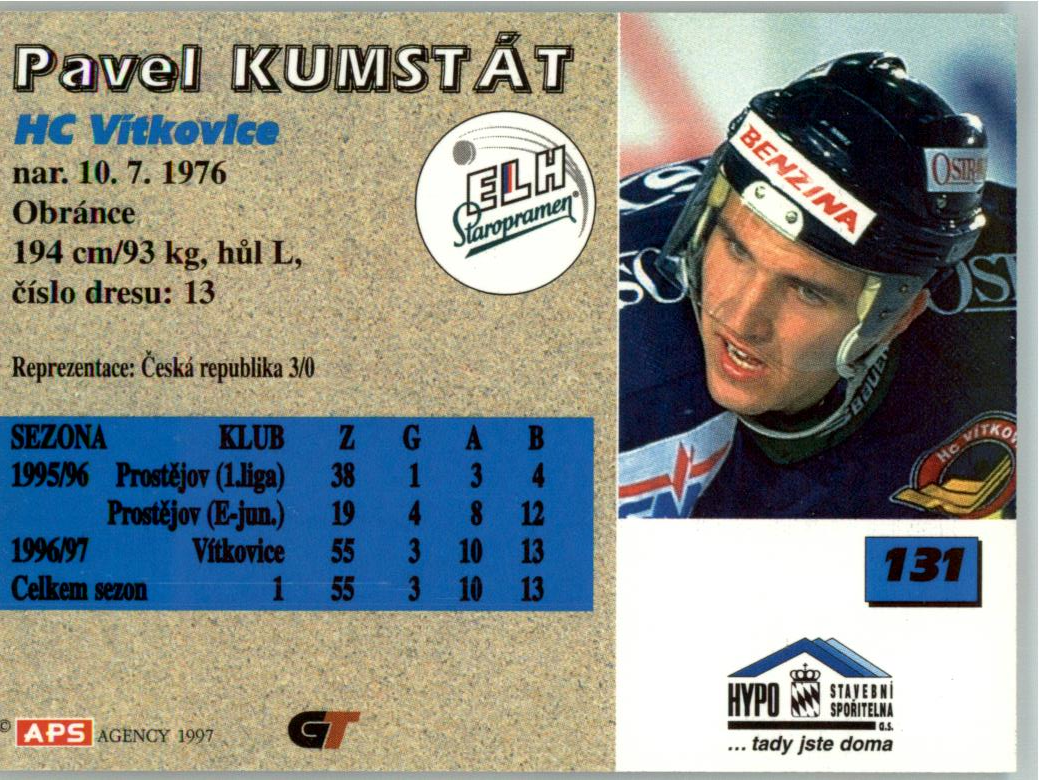 Pavel KUMSTÁT
HC Vítkovice
nar. 10. 7. 1976
Obránce
194 cm/93 kg, hůl L,
číslo dresu: 13
ELH
Staropramen
Reprezentace: Česká republika 3/0
SEZONA KLUB Z G A B
1995/96 Prostějov (1.liga) 38 1 3 4
Prostějov (E-jun.) 19 4 8 12
1996/97 Vítkovice 55 3 10 13
Celkem sezon 1 55 3 10 13
© APS AGENCY 1997
GT
BENZINA
BAUER
HC VÍTKOV
131
HYPO STAVEBNÍ
SPOŘITELNA
a.s.
... tady jste doma